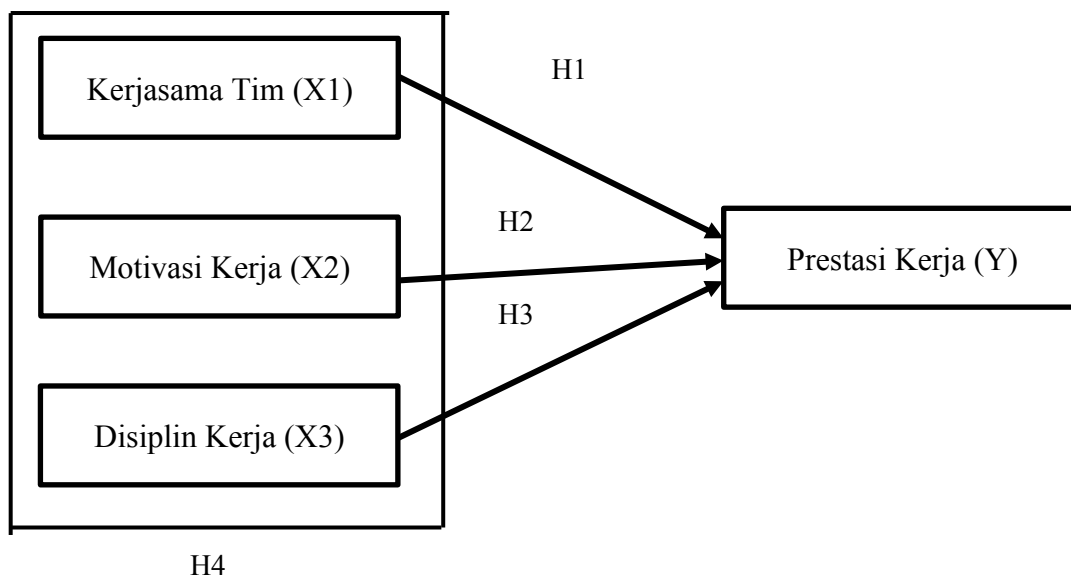 Kerjasama Tim (X1)
H1
H2
Motivasi Kerja (X2)
Prestasi Kerja (Y)
H3
Disiplin Kerja (X3)
H4